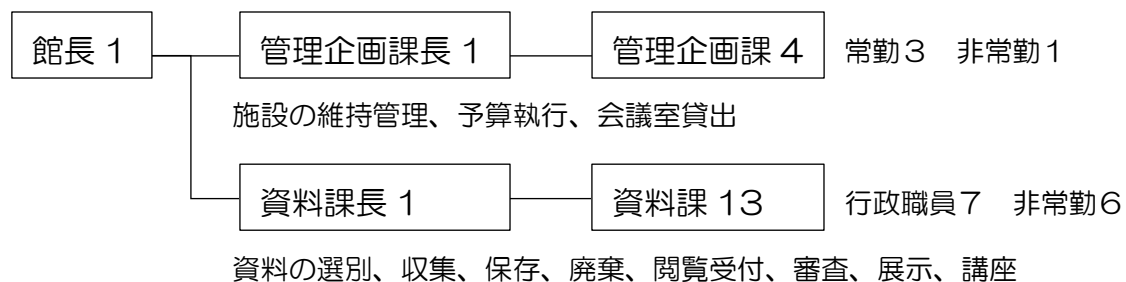 館長 1 管理企画課長 1 管理企画課 4 常勤3 非常勤1
施設の維持管理、予算執行、会議室貸出
資料課長 1 資料課 13 行政職員7 非常勤6
資料の選別、収集、保存、廃棄、閲覧受付、審査、展示、講座